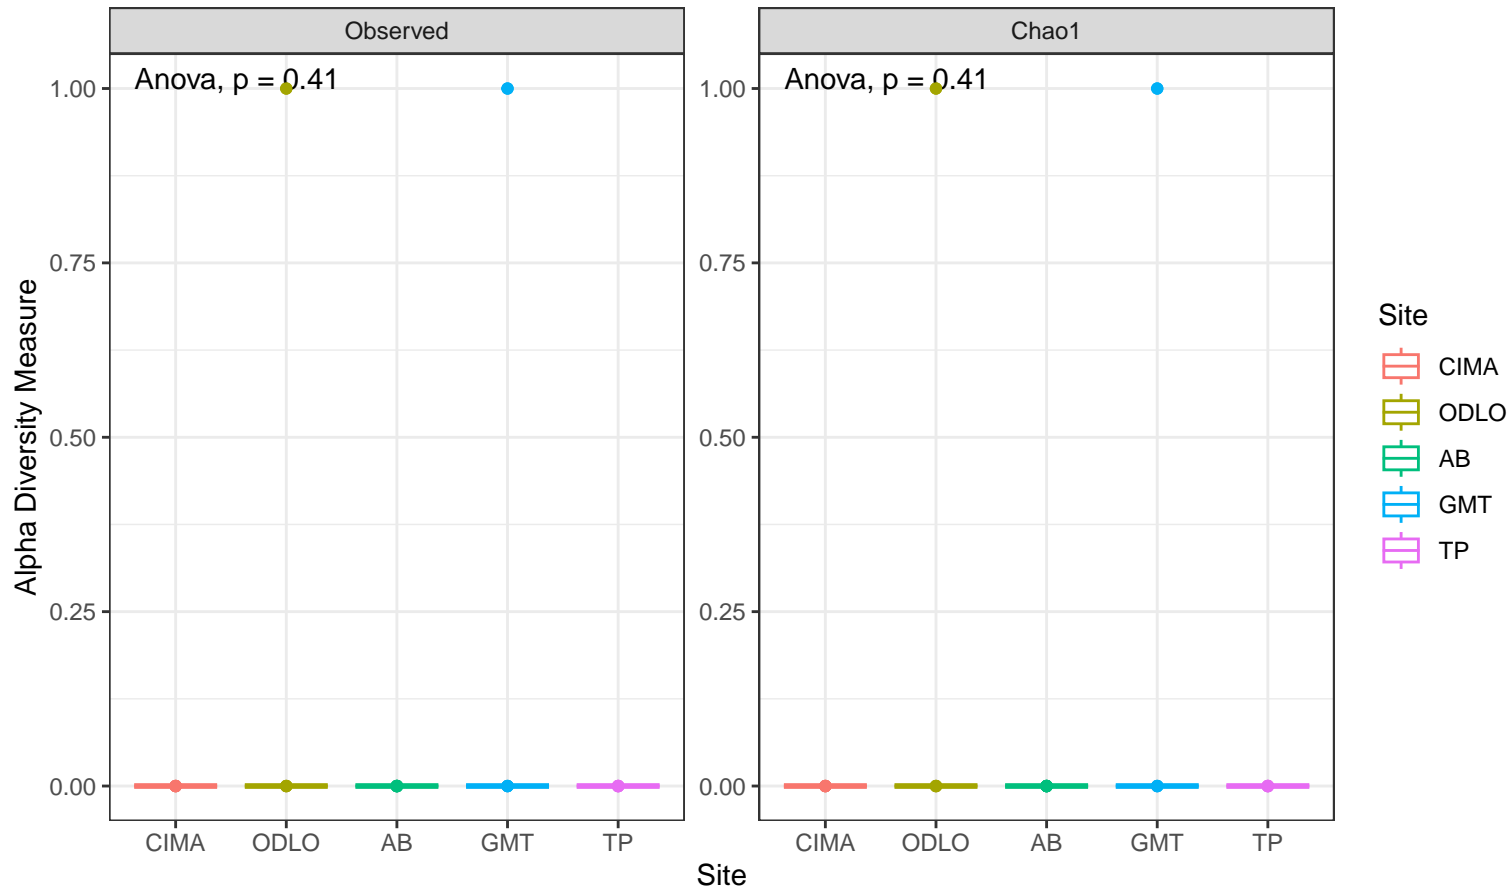 Observed
Chao1
Anova, p = 0.41
Anova, p = 0.41
1.00
0.75
0.50
0.25
0.00
1.00
0.75
0.50
0.25
0.00
Alpha Diversity Measure
CIMA ODLO AB GMT TP
CIMA ODLO AB GMT TP
Site
Site
CIMA
ODLO
AB
GMT
TP